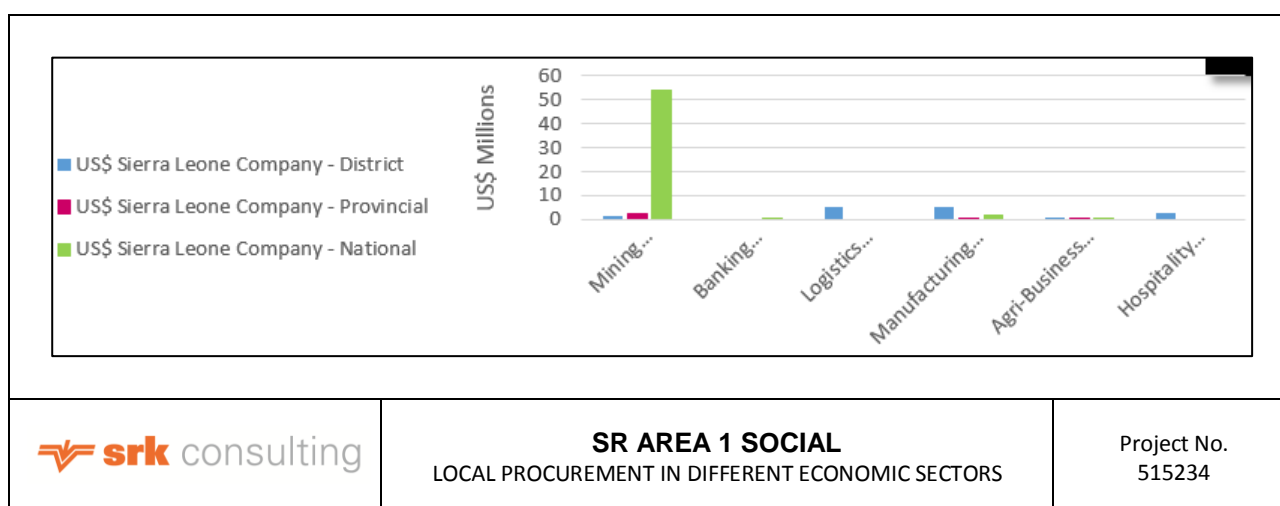 US$ Sierra Leone Company - District
US$ Sierra Leone Company - Provincial
US$ Sierra Leone Company - National
US$ Millions
60
50
40
30
20
10
0
Mining...
Banking...
Logistics...
Manufacturing...
Agri-Business...
Hospitality...
srk consulting
SR AREA 1 SOCIAL
LOCAL PROCUREMENT IN DIFFERENT ECONOMIC SECTORS
Project No.
515234